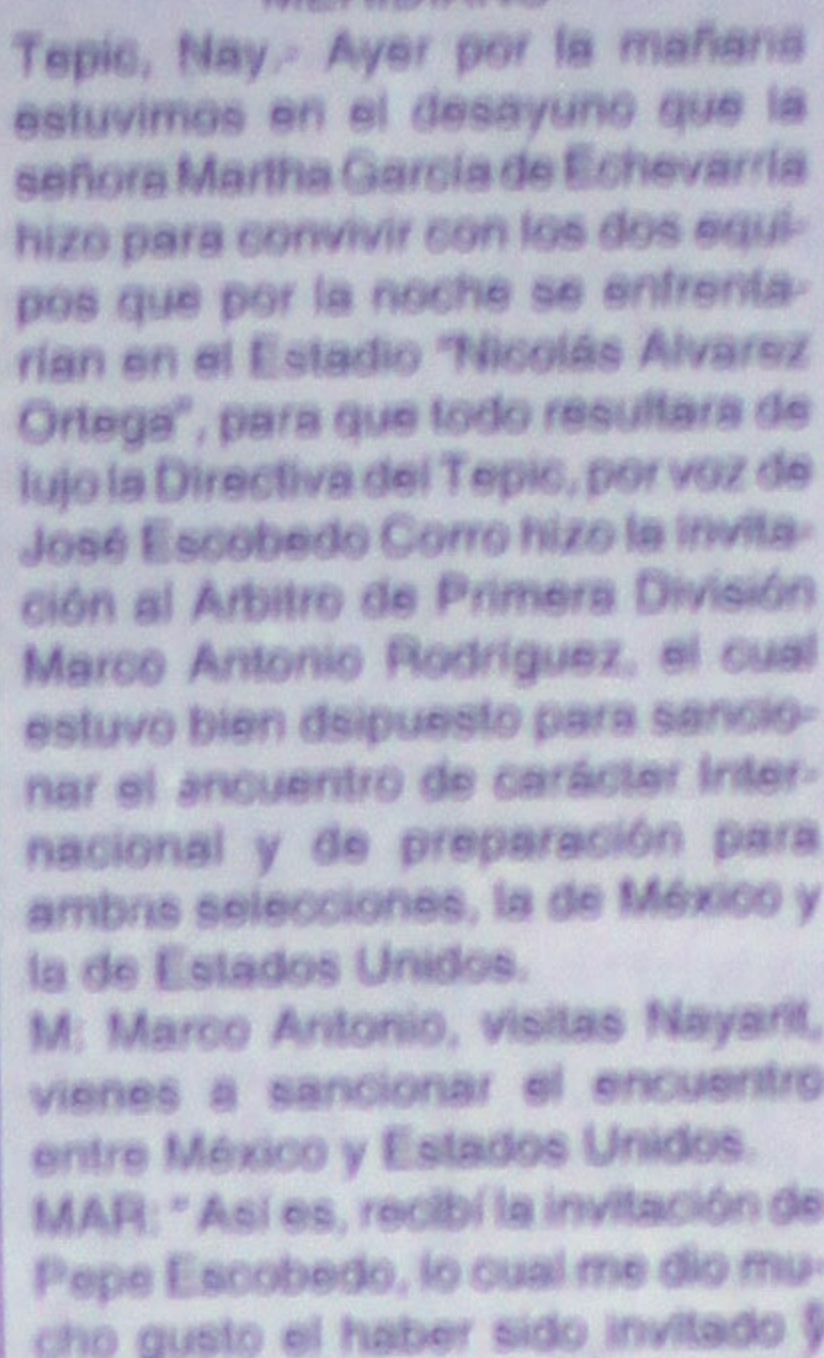 MERIDIANO
Tepic, Nay.- Ayer por la mañana
estuvimos en el desayuno que la
señora Martha García de Echevarría
hizo para convivir con los dos equi-
pos que por la noche se enfrenta-
rían en el Estadio "Nicolás Alvarez
Ortega", para que todo resultara de
lujo la Directiva del Tepic, por voz de
José Escobedo Corro hizo la invita-
ción al Arbitro de Primera División
Marco Antonio Rodríguez, el cual
estuvo bien dsipuesto para sancio-
nar el encuentro de carácter Inter-
nacional y de preparación para
ambas selecciones, la de México y
la de Estados Unidos.
M: Marco Antonio, visitas Nayarit,
vienes a sancionar el encuentro
entre México y Estados Unidos.
MAR: "Así es, recibí la invitación de
Pepe Escobedo, lo cual me dio mu-
cho gusto el haber sido invitado y